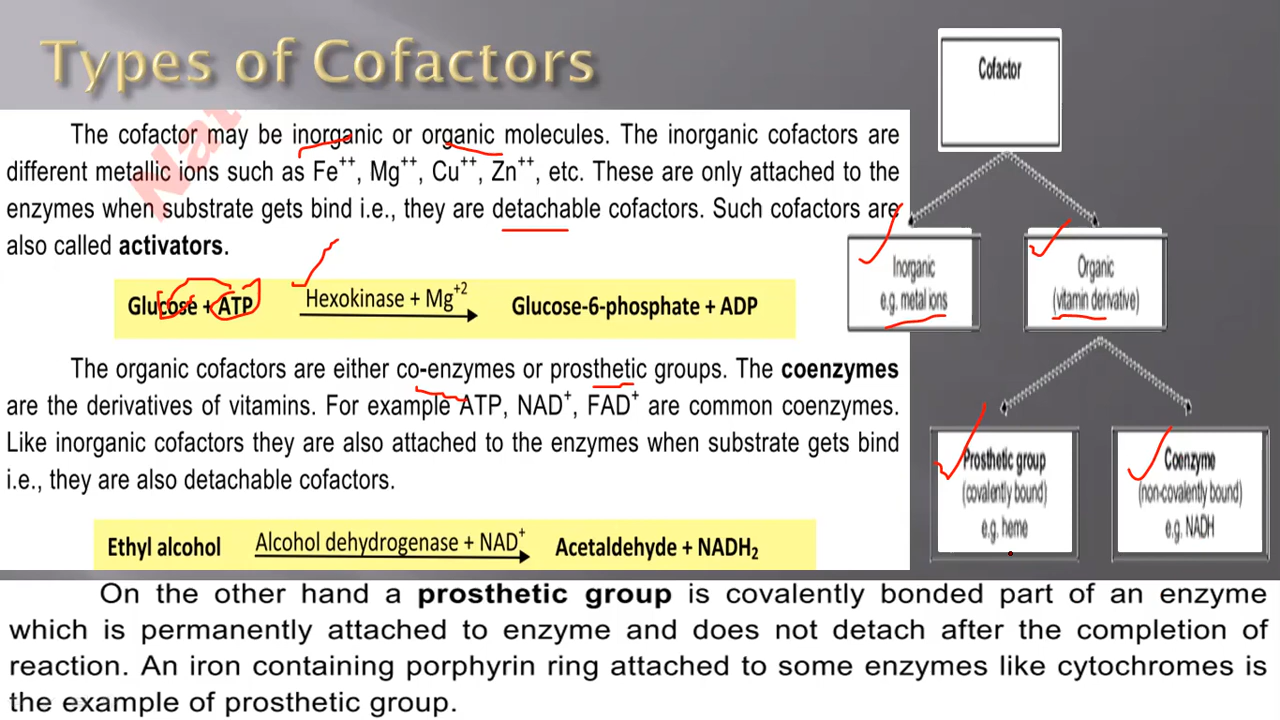 Types of Cofactors
The cofactor may be inorganic or organic molecules. The inorganic cofactors are
different metallic ions such as Fe⁺⁺, Mg⁺⁺, Cu⁺⁺, Zn⁺⁺, etc. These are only attached to the
enzymes when substrate gets bind i.e., they are detachable cofactors. Such cofactors are
also called activators.
Glucose + ATP Hexokinase + Mg⁺² Glucose-6-phosphate + ADP
The organic cofactors are either co-enzymes or prosthetic groups. The coenzymes
are the derivatives of vitamins. For example ATP, NAD⁺, FAD⁺ are common coenzymes.
Like inorganic cofactors they are also attached to the enzymes when substrate gets bind
i.e., they are also detachable cofactors.
Ethyl alcohol Alcohol dehydrogenase + NAD⁺ Acetaldehyde + NADH₂
On the other hand a prosthetic group is covalently bonded part of an enzyme
which is permanently attached to enzyme and does not detach after the completion of
reaction. An iron containing porphyrin ring attached to some enzymes like cytochromes is
the example of prosthetic group.
Cofactor
Inorganic
e.g. metal ions
Organic
(vitamin derivative)
Prosthetic group
(covalently bound)
e.g. heme
Coenzyme
(non-covalently bound)
e.g. NADH
Nat